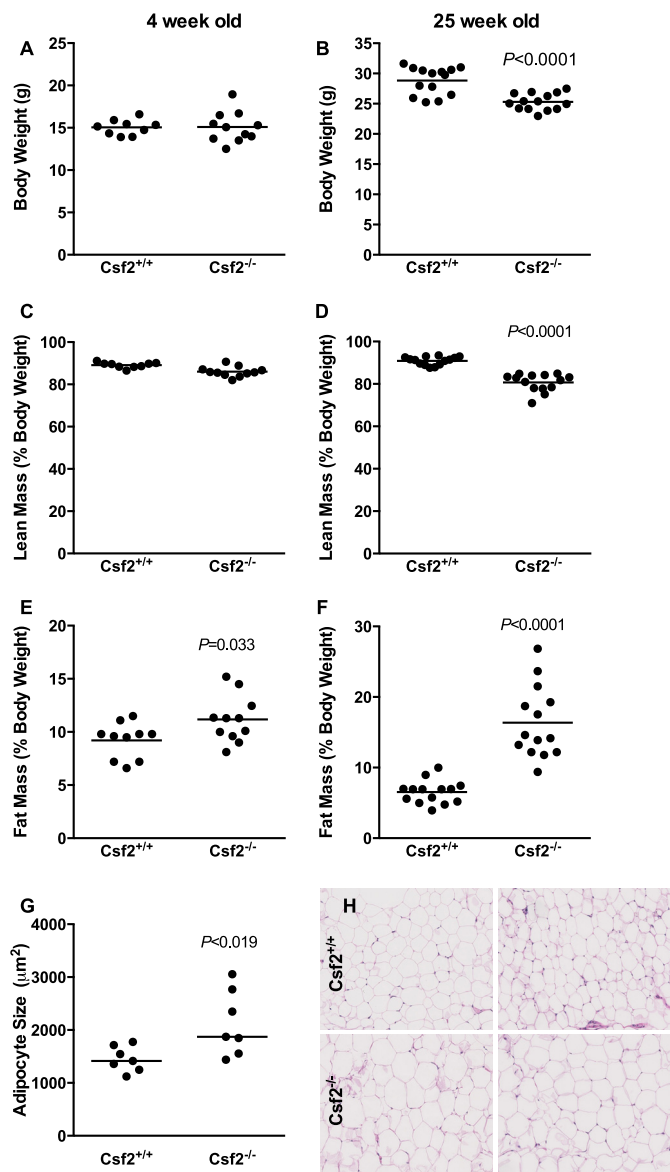 4 week old
25 week old
A
Body Weight (g)
25
20
15
10
5
0
Csf2+/+
Csf2-/-
B
Body Weight (g)
35
30
25
20
15
10
5
0
P<0.0001
Csf2+/+
Csf2-/-
C
Lean Mass (% Body Weight)
100
80
60
40
20
0
Csf2+/+
Csf2-/-
D
Lean Mass (% Body Weight)
100
80
60
40
20
0
P<0.0001
Csf2+/+
Csf2-/-
E
Fat Mass (% Body Weight)
20
15
10
5
0
P=0.033
Csf2+/+
Csf2-/-
F
Fat Mass (% Body Weight)
30
20
10
0
P<0.0001
Csf2+/+
Csf2-/-
G
Adipocyte Size (μm2)
4000
3000
2000
1000
0
P<0.019
Csf2+/+
Csf2-/-
H
Csf2+/+
Csf2-/-